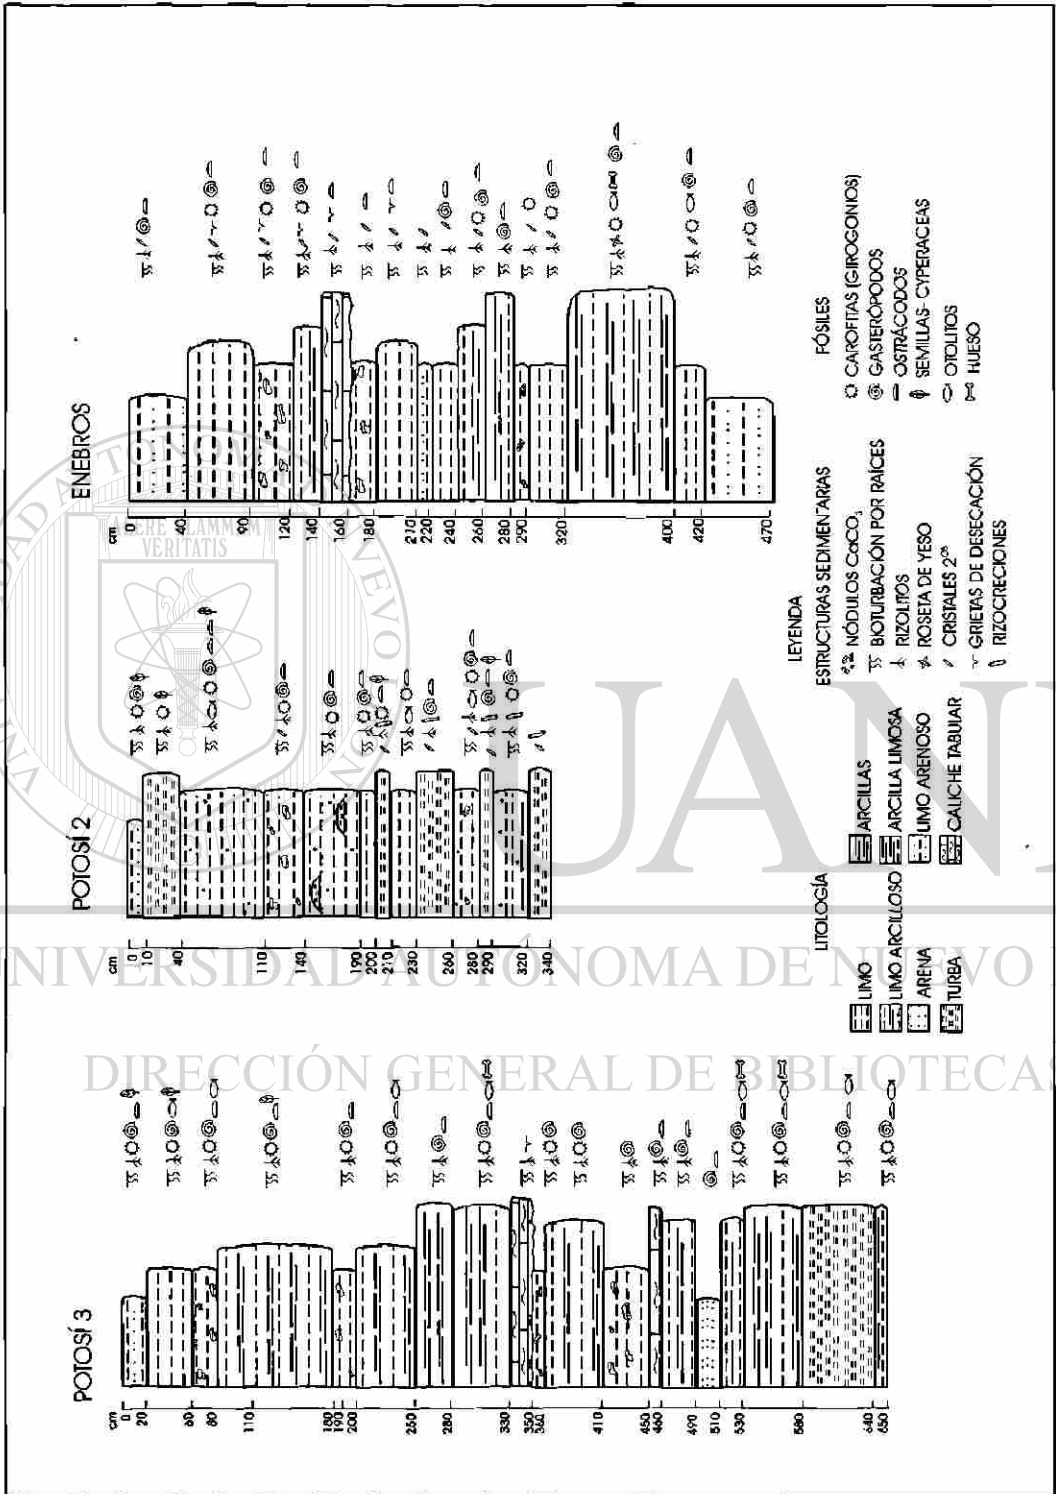 POTOSÍ 3
cm
0
20
60
80
110
180
190
200
250
280
330
350
360
410
450
460
490
510
530
580
640
650
POTOSÍ 2
cm
0
10
40
110
140
190
200
210
230
260
280
290
320
340
ENEBROS
cm
0
40
90
120
140
160
180
210
220
240
260
280
290
320
400
420
470
LEYENDA
LITOLOGÍA
LIMO
LIMO ARCILLOSO
ARENA
TURBA
ARCILLAS
ARCILLA LIMOSA
LIMO ARENOSO
CALICHE TABULAR
ESTRUCTURAS SEDIMENTARIAS
NÓDULOS CaCO₃
BIOTURBACIÓN POR RAÍCES
RIZOLITOS
ROSETA DE YESO
CRISTALES 2ᵒˢ
GRIETAS DE DESECACIÓN
RIZOCRECIONES
FÓSILES
CAROFITAS (GIROGONIOS)
GASTERÓPODOS
OSTRÁCODOS
SEMILLAS- CYPERACEAS
OTOLITOS
HUESO
UANL
UNIVERSIDAD AUTÓNOMA DE NUEVO
DIRECCIÓN GENERAL DE BIBLIOTECAS
ALERE FLAMMAM
VERITATIS